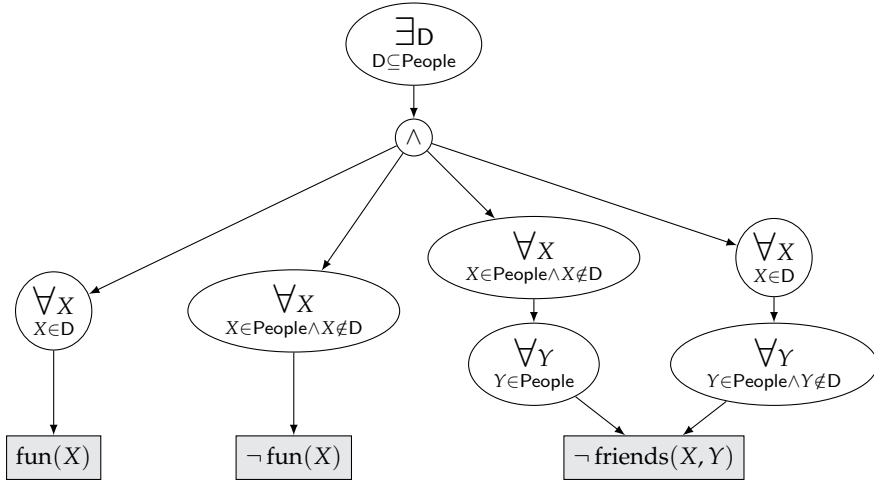 ∃D
D⊆People
∧
∀X
X∈People∧X∉D
∀X
X∈D
∀X
X∈D
∀X
X∈People∧X∉D
∀Y
Y∈People
∀Y
Y∈People∧Y∉D
fun(X)
¬ fun(X)
¬ friends(X, Y)